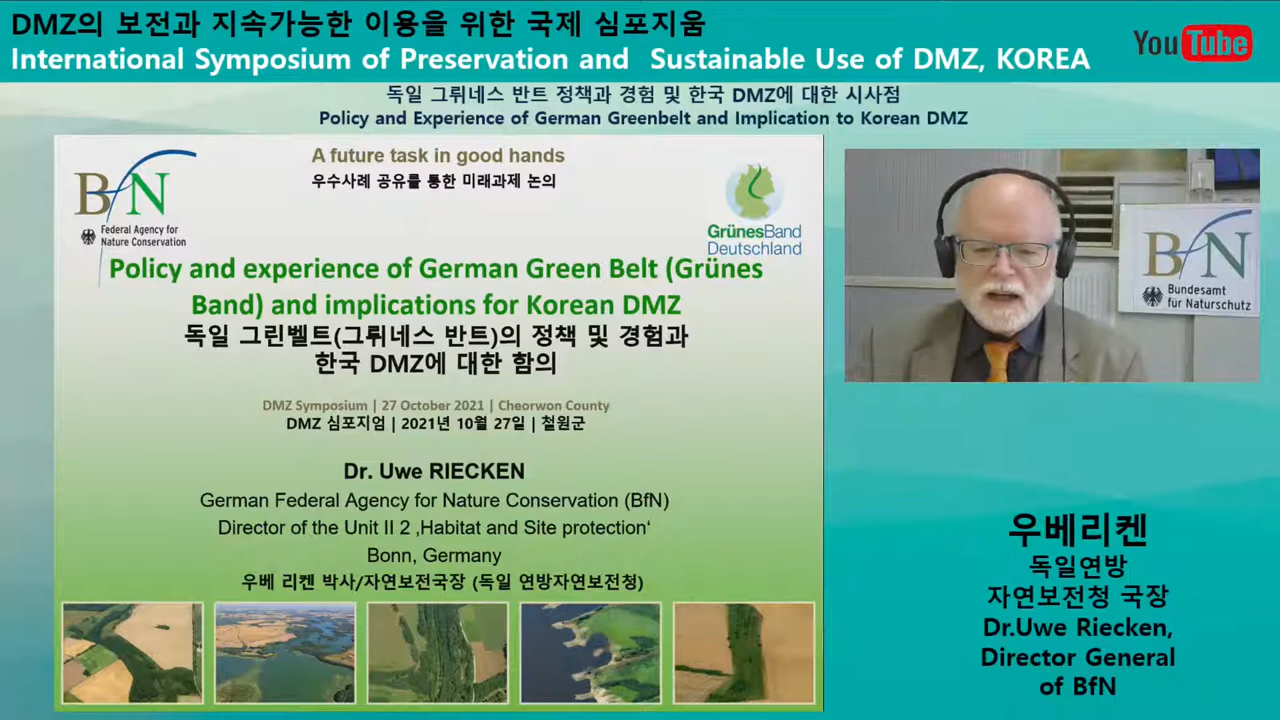 DMZ의 보전과 지속가능한 이용을 위한 국제 심포지움
International Symposium of Preservation and Sustainable Use of DMZ, KOREA
YouTube
독일 그뤼네스 반트 정책과 경험 및 한국 DMZ에 대한 시사점
Policy and Experience of German Greenbelt and Implication to Korean DMZ
BfN
Federal Agency for
Nature Conservation
A future task in good hands
우수사례 공유를 통한 미래과제 논의
GrünesBand
Deutschland
Policy and experience of German Green Belt (Grünes
Band) and implications for Korean DMZ
독일 그린벨트(그뤼네스 반트)의 정책 및 경험과
한국 DMZ에 대한 함의
DMZ Symposium | 27 October 2021 | Cheorwon County
DMZ 심포지엄 | 2021년 10월 27일 | 철원군
Dr. Uwe RIECKEN
German Federal Agency for Nature Conservation (BfN)
Director of the Unit II 2 ‚Habitat and Site protection‘
Bonn, Germany
우베 리켄 박사/자연보전국장 (독일 연방자연보전청)
BfN
Bundesamt
für Naturschutz
우베리켄
독일연방
자연보전청 국장
Dr.Uwe Riecken,
Director General
of BfN